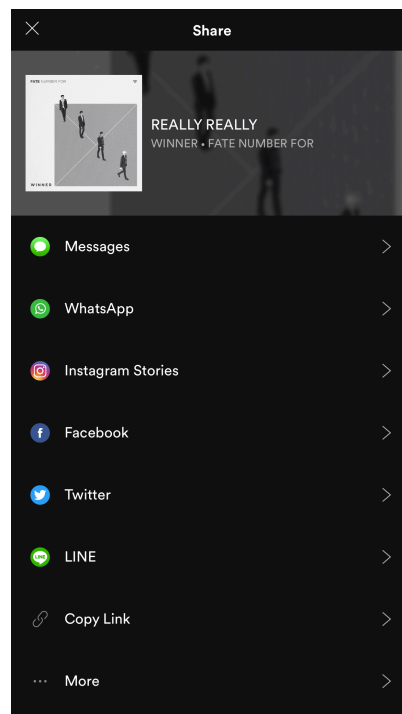 Share
FATE NUMBER FOR
WINNER
REALLY REALLY
WINNER • FATE NUMBER FOR
Messages
WhatsApp
Instagram Stories
Facebook
Twitter
LINE
LINE
Copy Link
More